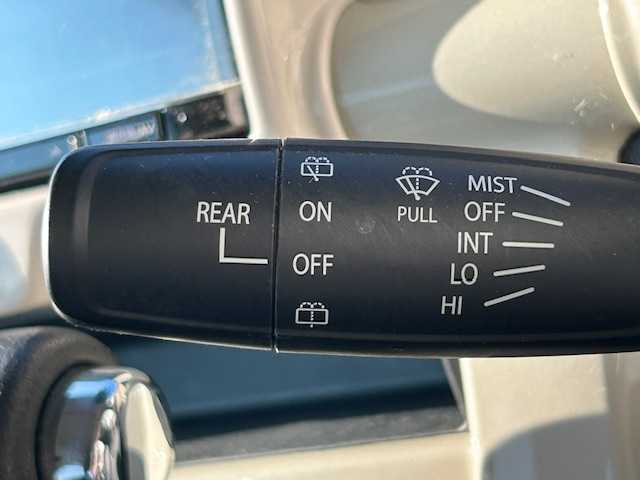 REAR
ON
OFF
PULL
MIST
OFF
INT
LO
HI